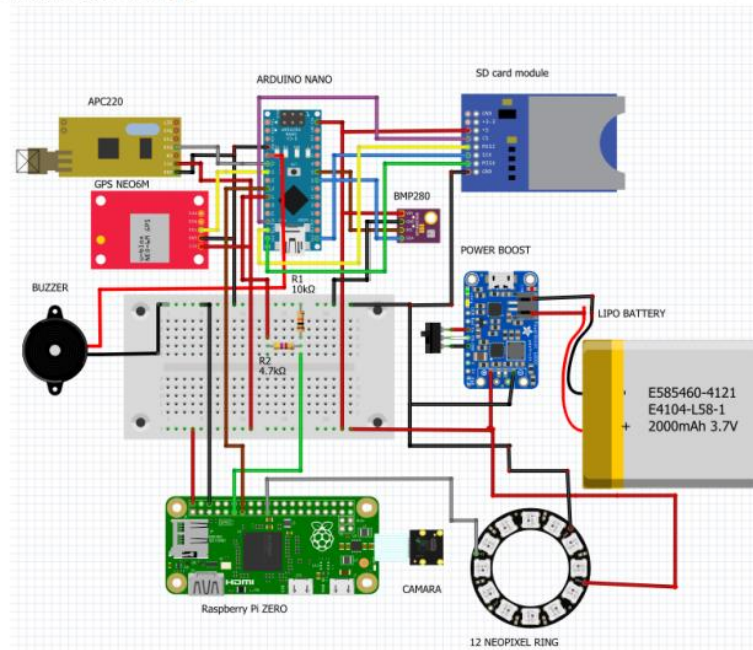 ARDUINO NANO
SD card module
APC220
GPS NEO6M
BMP280
POWER BOOST
BUZZER
R1
10kΩ
R2
4.7kΩ
LIPO BATTERY
E585460-4121
E4104-L58-1
2000mAh 3.7V
-
+
HDMI
CAMARA
Raspberry Pi ZERO
12 NEOPIXEL RING